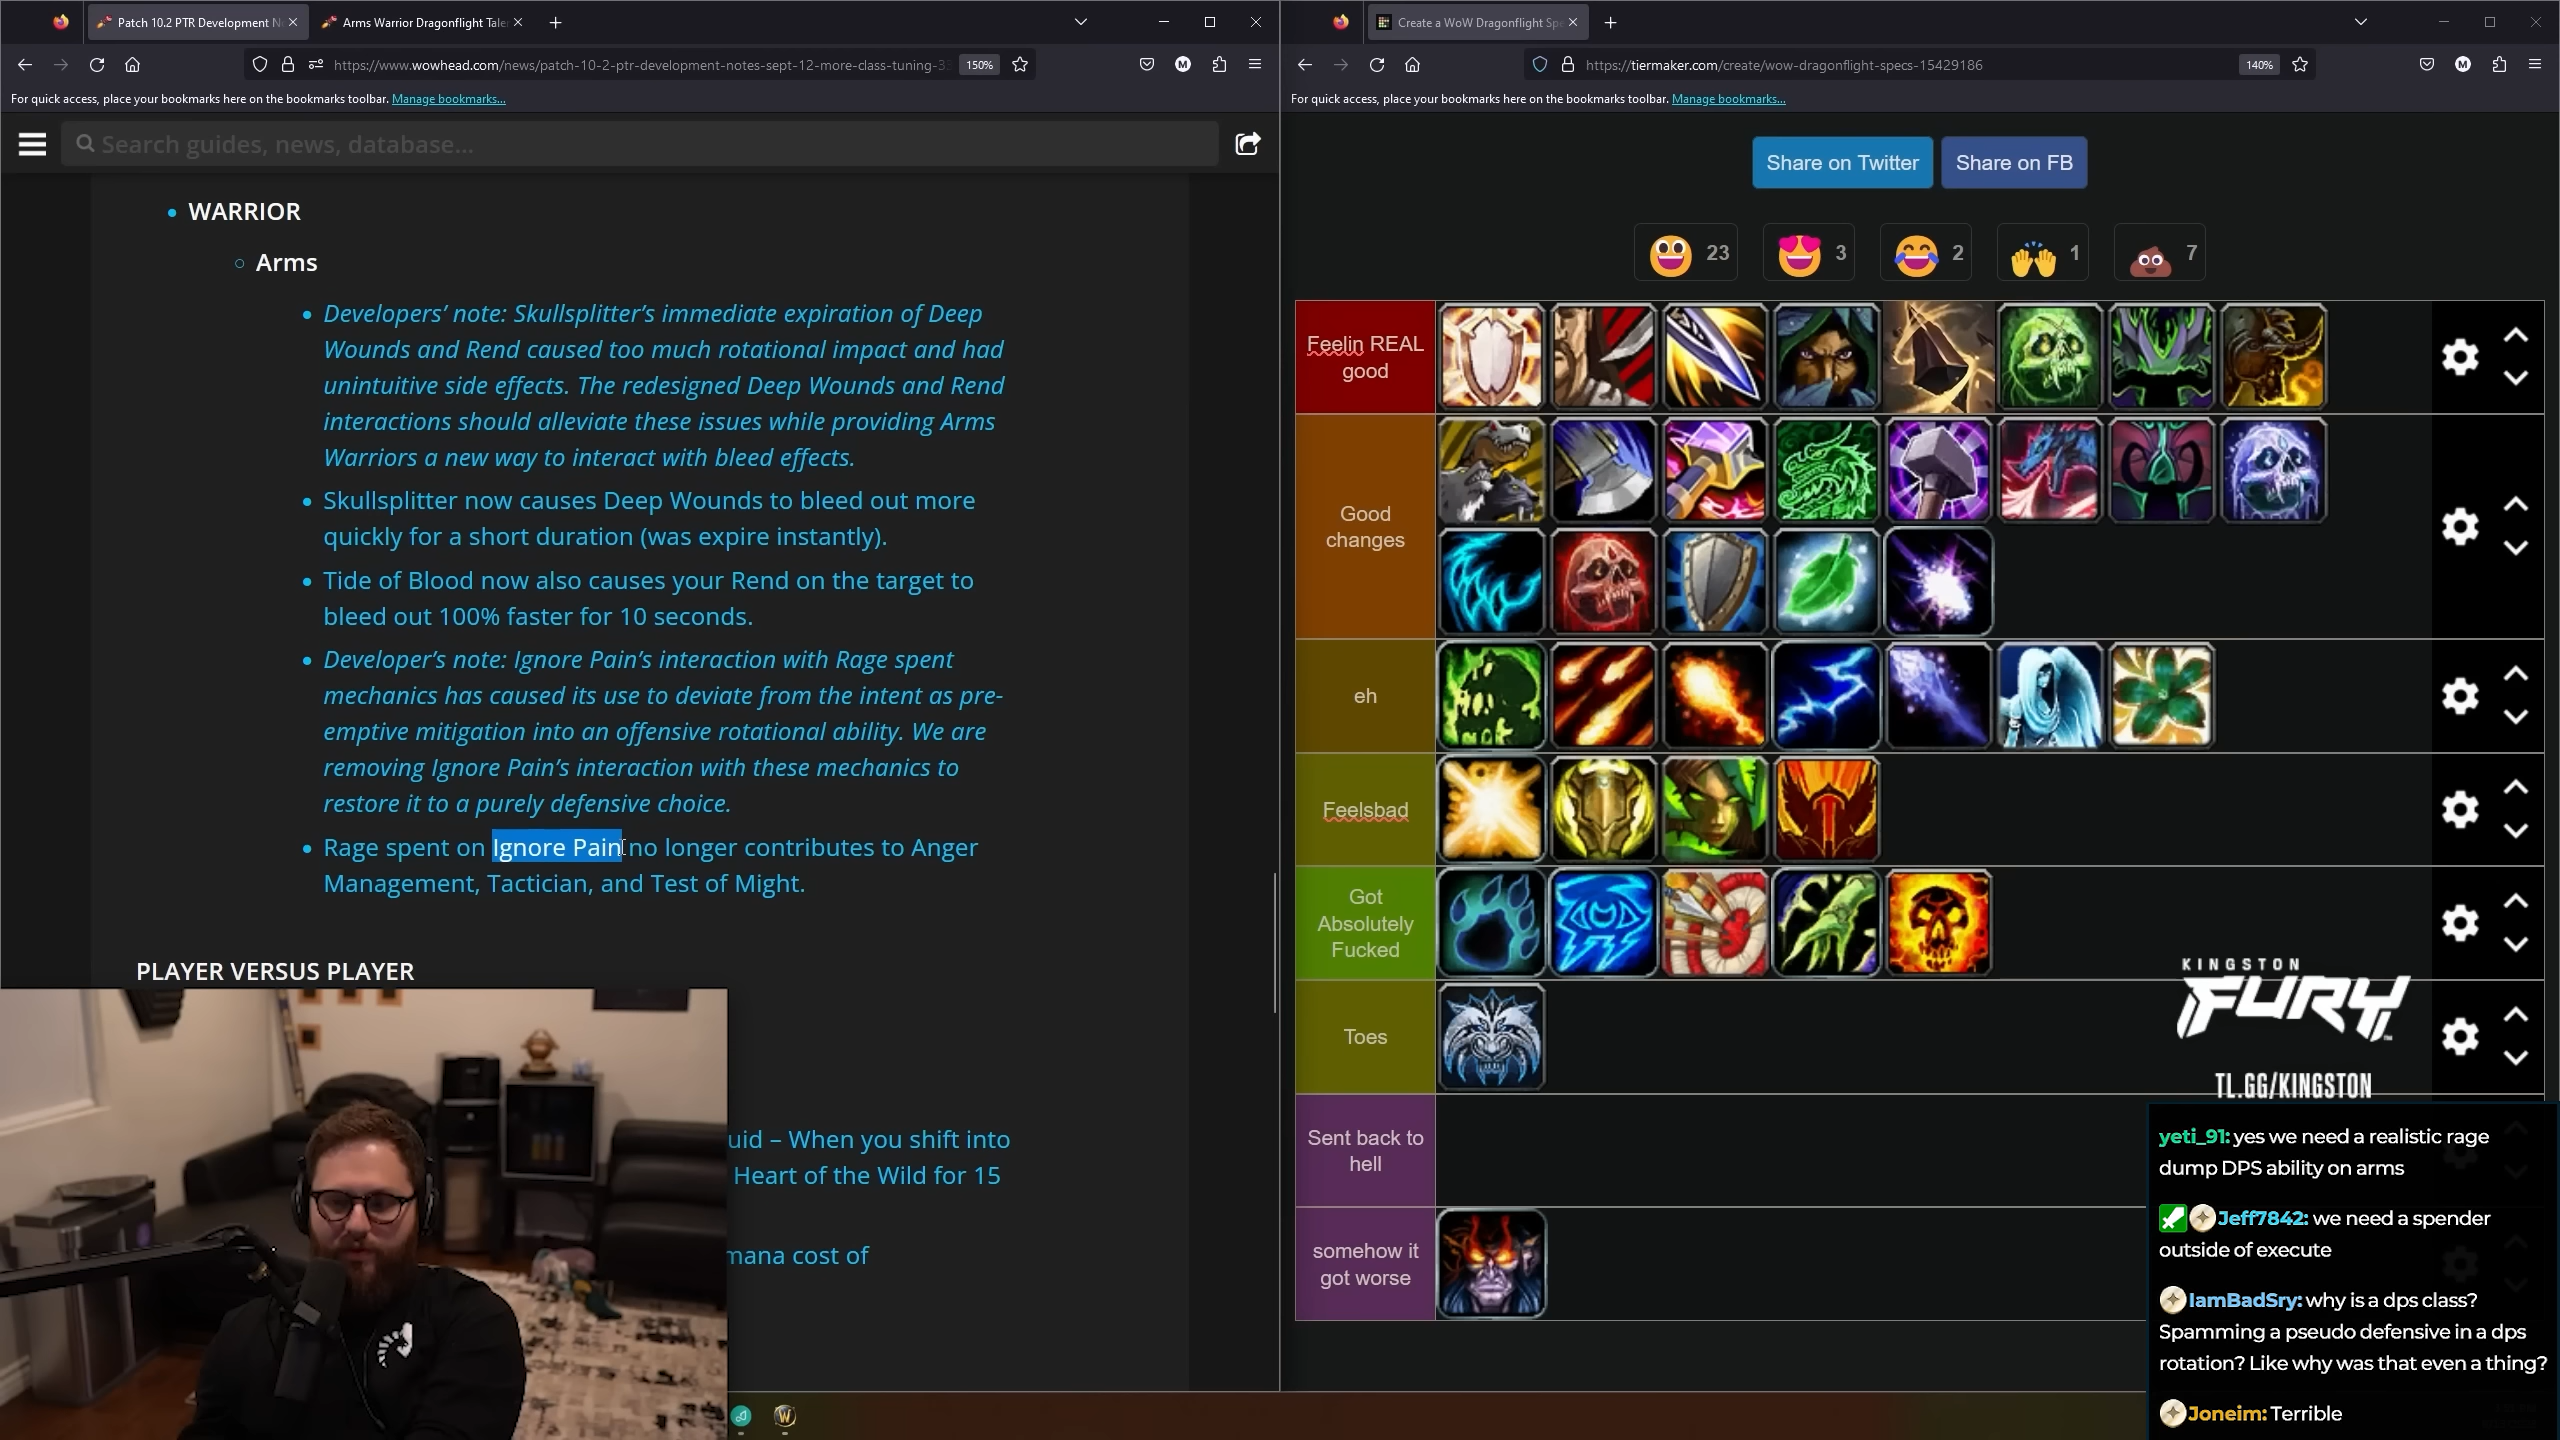 Patch 10.2 PTR Development N
Arms Warrior Dragonflight Tale
https://www.wowhead.com/news/patch-10-2-ptr-development-notes-sept-12-more-class-tuning-3
150%
For quick access, place your bookmarks here on the bookmarks toolbar. Manage bookmarks...
Search guides, news, database...
WARRIOR
Arms
Developers’ note: Skullsplitter’s immediate expiration of Deep
Wounds and Rend caused too much rotational impact and had
unintuitive side effects. The redesigned Deep Wounds and Rend
interactions should alleviate these issues while providing Arms
Warriors a new way to interact with bleed effects.
Skullsplitter now causes Deep Wounds to bleed out more
quickly for a short duration (was expire instantly).
Tide of Blood now also causes your Rend on the target to
bleed out 100% faster for 10 seconds.
Developer’s note: Ignore Pain’s interaction with Rage spent
mechanics has caused its use to deviate from the intent as pre-
emptive mitigation into an offensive rotational ability. We are
removing Ignore Pain’s interaction with these mechanics to
restore it to a purely defensive choice.
Rage spent on Ignore Pain no longer contributes to Anger
Management, Tactician, and Test of Might.
PLAYER VERSUS PLAYER
uid – When you shift into
Heart of the Wild for 15
mana cost of
Create a WoW Dragonflight Spe
https://tiermaker.com/create/wow-dragonflight-specs-15429186
140%
For quick access, place your bookmarks here on the bookmarks toolbar. Manage bookmarks...
Share on Twitter
Share on FB
23
3
2
1
7
Feelin REAL
good
Good
changes
eh
Feelsbad
Got
Absolutely
Fucked
Toes
Sent back to
hell
somehow it
got worse
KINGSTON
FURY
TL.GG/KINGSTON
yeti_91: yes we need a realistic rage
dump DPS ability on arms
Jeff7842: we need a spender
outside of execute
IamBadSry: why is a dps class?
Spamming a pseudo defensive in a dps
rotation? Like why was that even a thing?
Joneim: Terrible